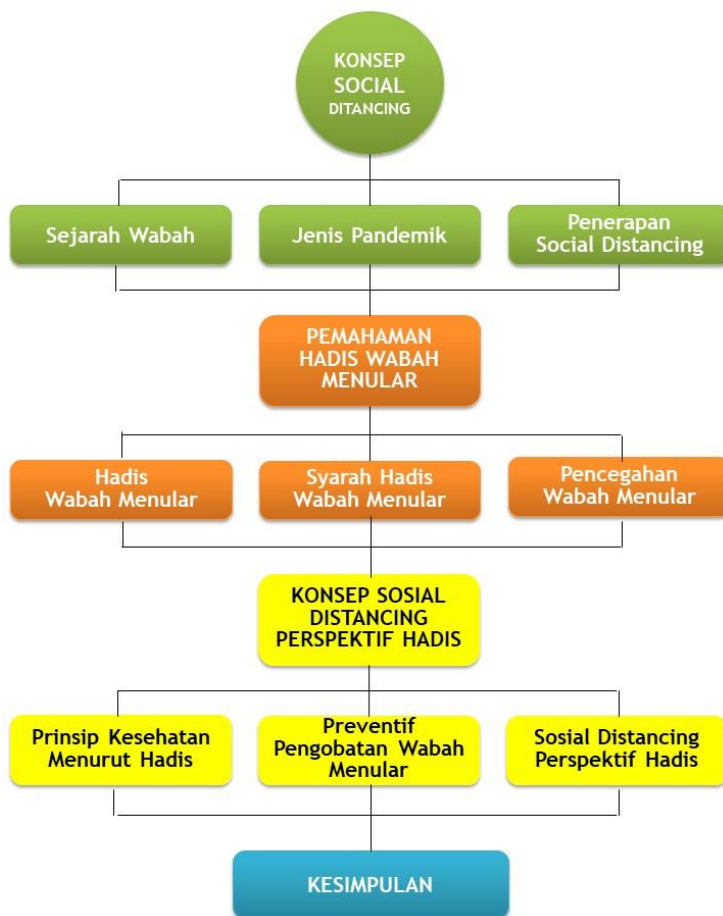 KONSEP
SOCIAL
DITANCING
Sejarah Wabah
Jenis Pandemik
Penerapan
Social Distancing
PEMAHAMAN
HADIS WABAH
MENULAR
Hadis
Wabah Menular
Syarah Hadis
Wabah Menular
Pencegahan
Wabah Menular
KONSEP SOSIAL
DISTANCING
PERSPEKTIF HADIS
Prinsip Kesehatan
Menurut Hadis
Preventif
Pengobatan Wabah
Menular
Sosial Distancing
Perspektif Hadis
KESIMPULAN